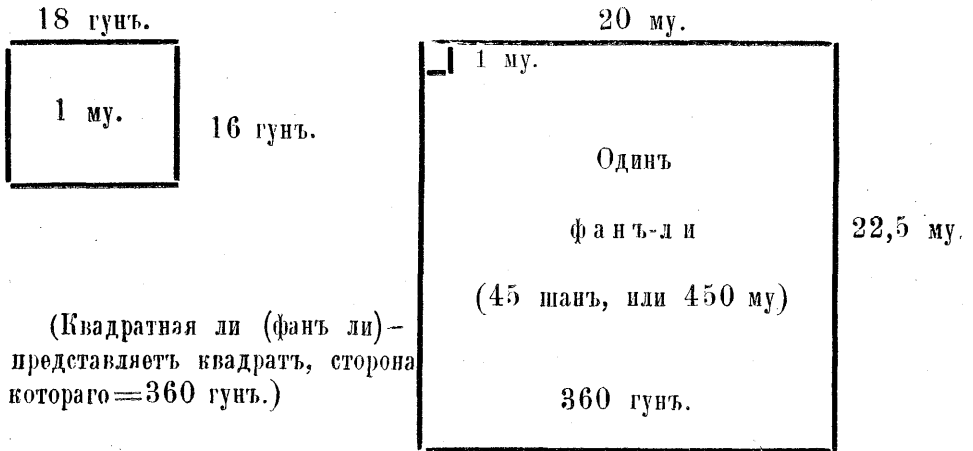 18 гунъ.
1 му.
16 гунъ.
(Квадратная ли (фанъ ли)–
представляетъ квадратъ, сторона
котораго=360 гунъ.)
20 му.
1 му.
Одинъ
фанъ-ли
(45 шанъ, или 450 му)
360 гунъ.
22,5 му.